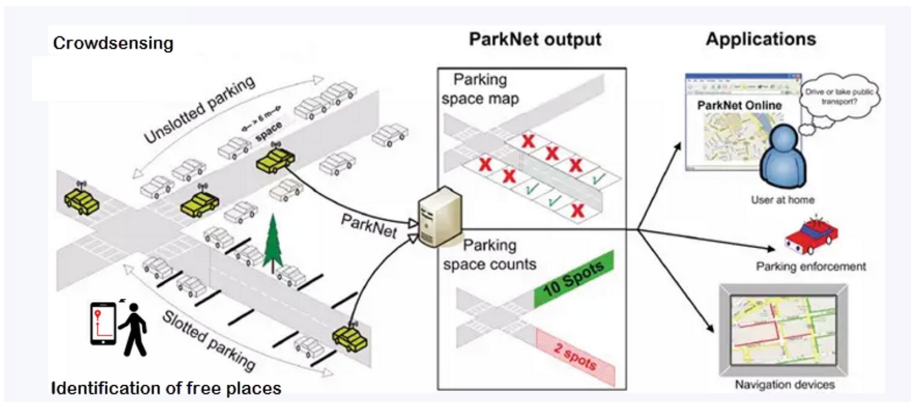 Crowdsensing
Unslotted parking
<-> 6 m->
space
ParkNet
Slotted parking
Identification of free places
ParkNet output
Parking
space map
Parking
space counts
10 Spots
2 spots
Applications
ParkNet Online
Drive or take public
transport?
User at home
Parking enforcement
Navigation devices